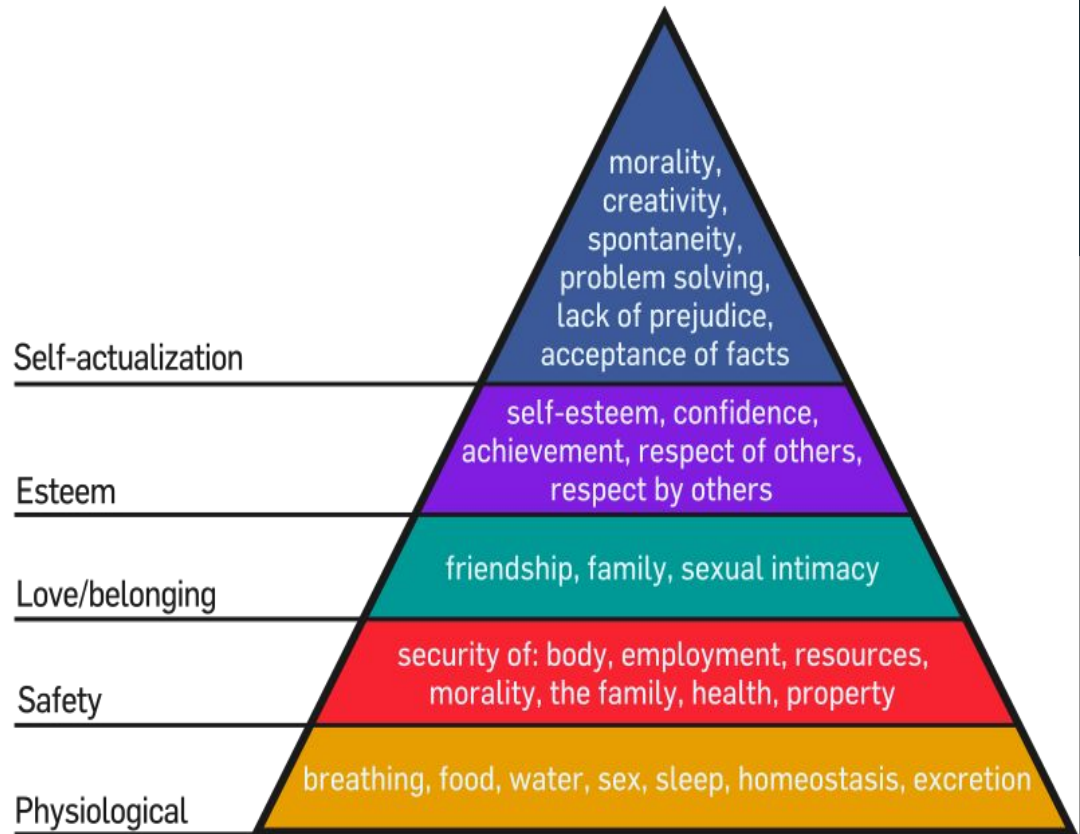 morality,
creativity,
spontaneity,
problem solving,
lack of prejudice,
acceptance of facts
Self-actualization
self-esteem, confidence,
achievement, respect of others,
respect by others
Esteem
friendship, family, sexual intimacy
Love/belonging
security of: body, employment, resources,
morality, the family, health, property
Safety
breathing, food, water, sex, sleep, homeostasis, excretion
Physiological